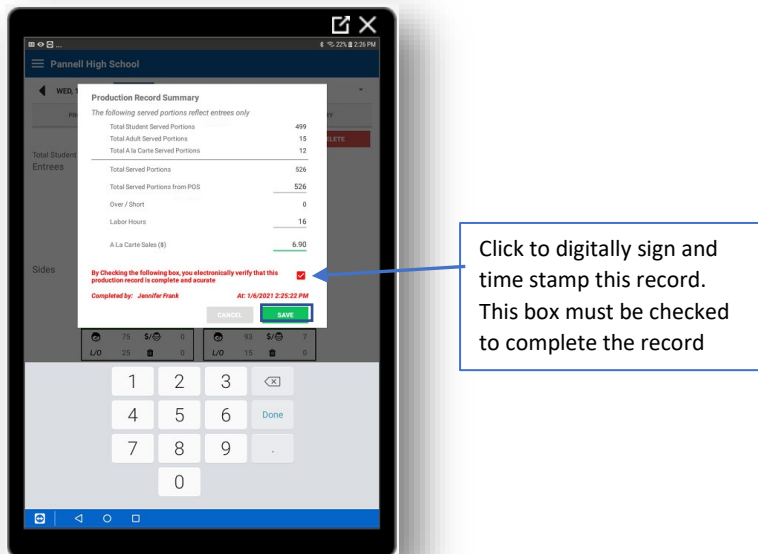 22% 2:26 PM
Pannell High School
WED, 1
Production Record Summary
The following served portions reflect entrees only
Total Student Served Portions 499
Total Adult Served Portions 15
Total A la Carte Served Portions 12
Total Served Portions 526
Total Served Portions from POS 526
Over / Short 0
Labor Hours 16
A La Carte Sales ($) 6.90
By Checking the following box, you electronically verify that this
production record is complete and acurate
Completed by: Jennifer Frank At: 1/6/2021 2:25:22 PM
CANCEL SAVE
Total Student
Entrees
Sides
75 $/ 0 93 $/ 7
L/O 25 0 L/O 15 0
1 2 3
4 5 6 Done
7 8 9 .
0
Click to digitally sign and
time stamp this record.
This box must be checked
to complete the record